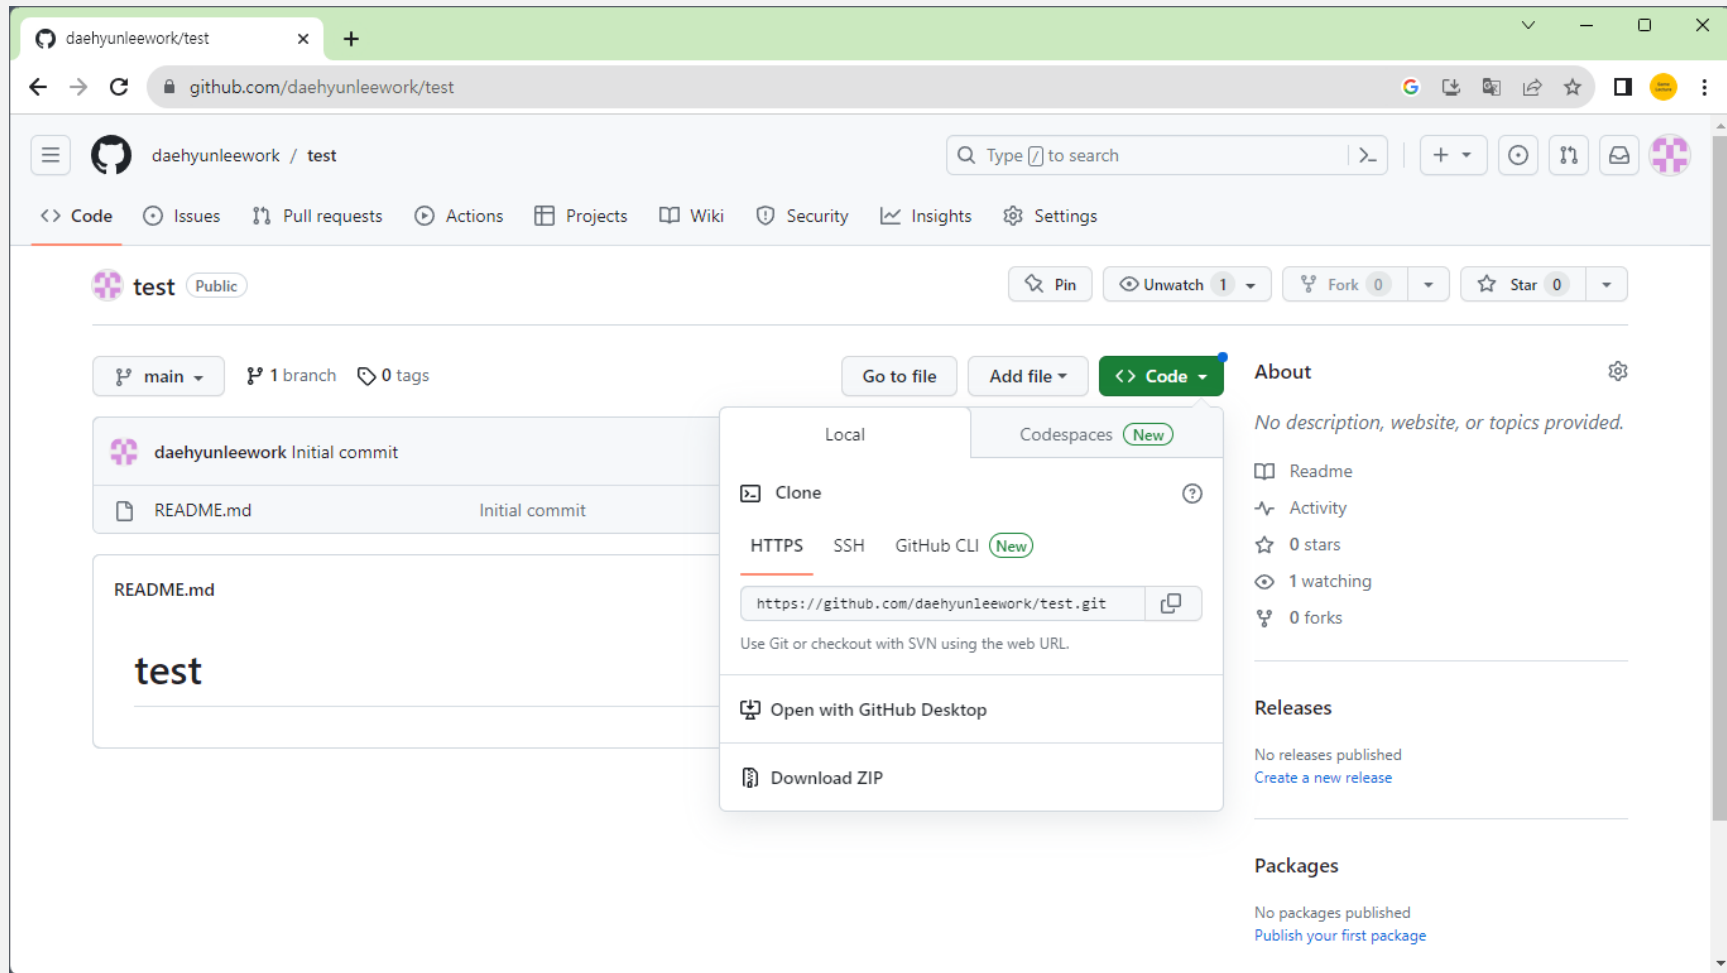 daehyunleework/test
github.com/daehyunleework/test
daehyunleework / test
Type / to search
Code Issues Pull requests Actions Projects Wiki Security Insights Settings
test Public
Pin Unwatch 1 Fork 0 Star 0
main 1 branch 0 tags
Go to file Add file Code
daehyunleework Initial commit
README.md Initial commit
README.md
test
Local Codespaces New
Clone
HTTPS SSH GitHub CLI New
https://github.com/daehyunleework/test.git
Use Git or checkout with SVN using the web URL.
Open with GitHub Desktop
Download ZIP
About
No description, website, or topics provided.
Readme
Activity
0 stars
1 watching
0 forks
Releases
No releases published
Create a new release
Packages
No packages published
Publish your first package